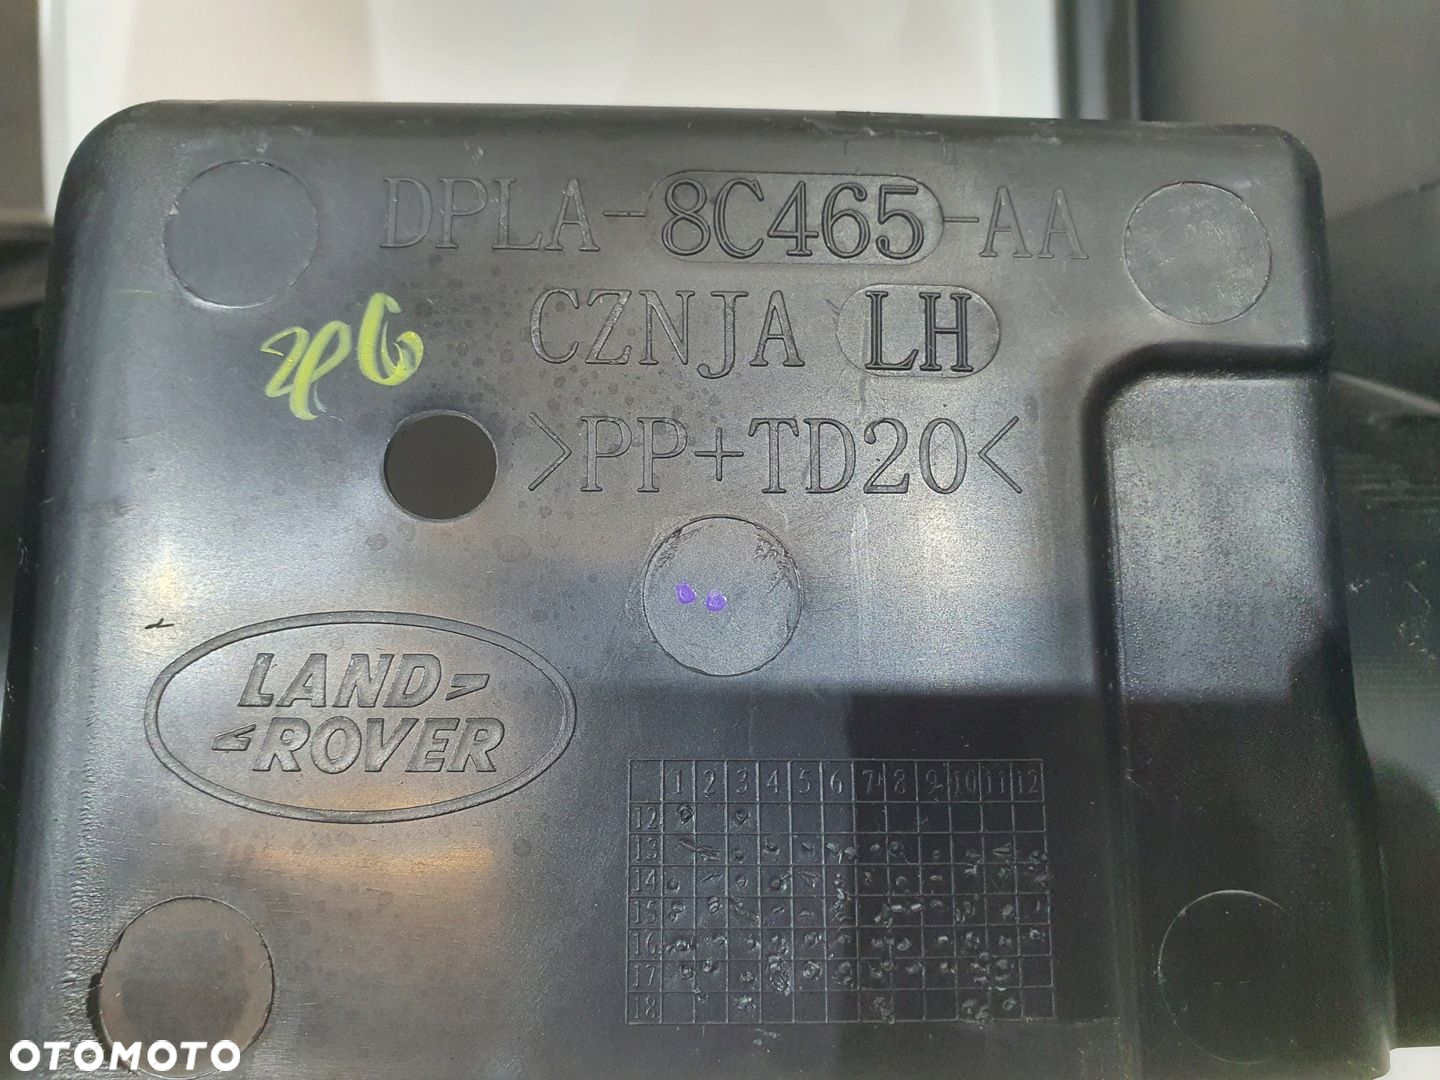 DPLA-8C465-AA
CZNJA LH
>PP+TD20<
LAND
ROVER
1 2 3 4 5 6 7 8 9 10 11 12
12
13
14
15
16
17
18
OTOMOTO